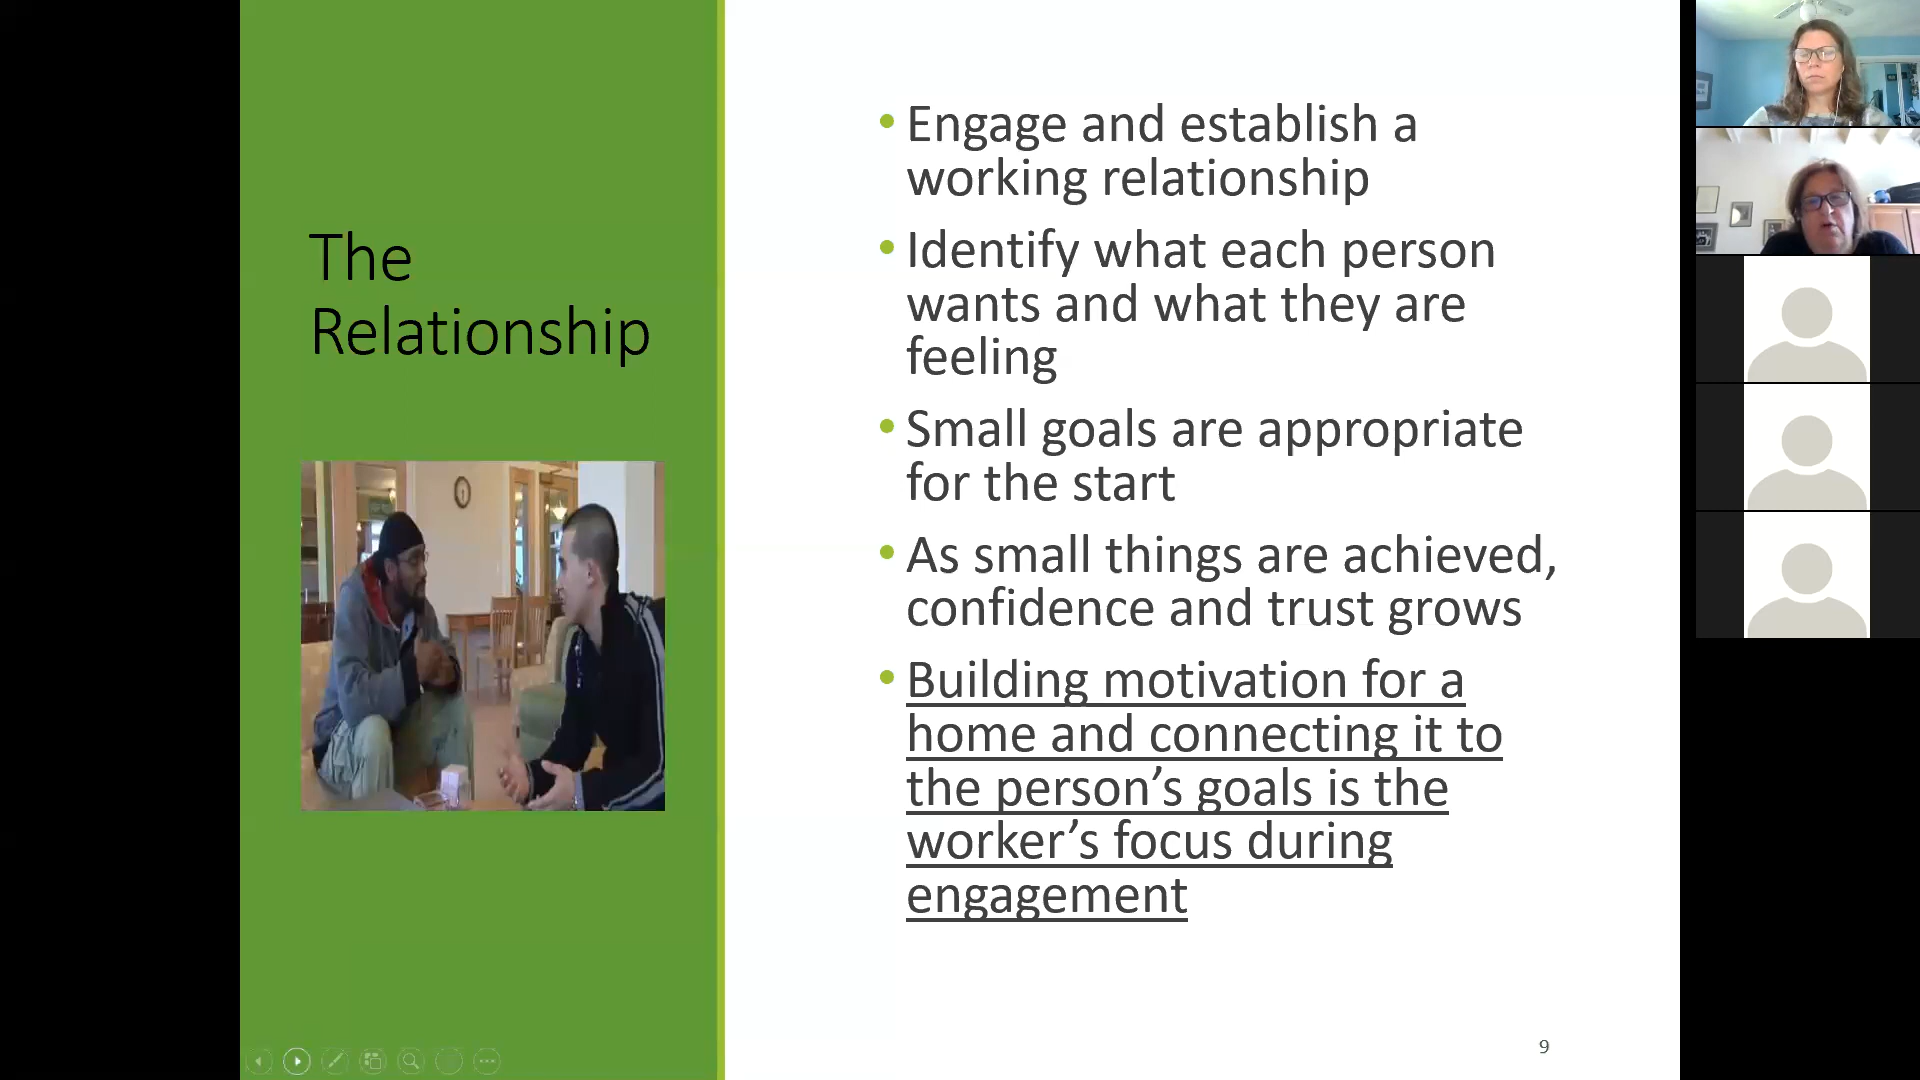 The
Relationship
• Engage and establish a
working relationship
• Identify what each person
wants and what they are
feeling
• Small goals are appropriate
for the start
• As small things are achieved,
confidence and trust grows
• Building motivation for a
home and connecting it to
the person’s goals is the
worker’s focus during
engagement
9